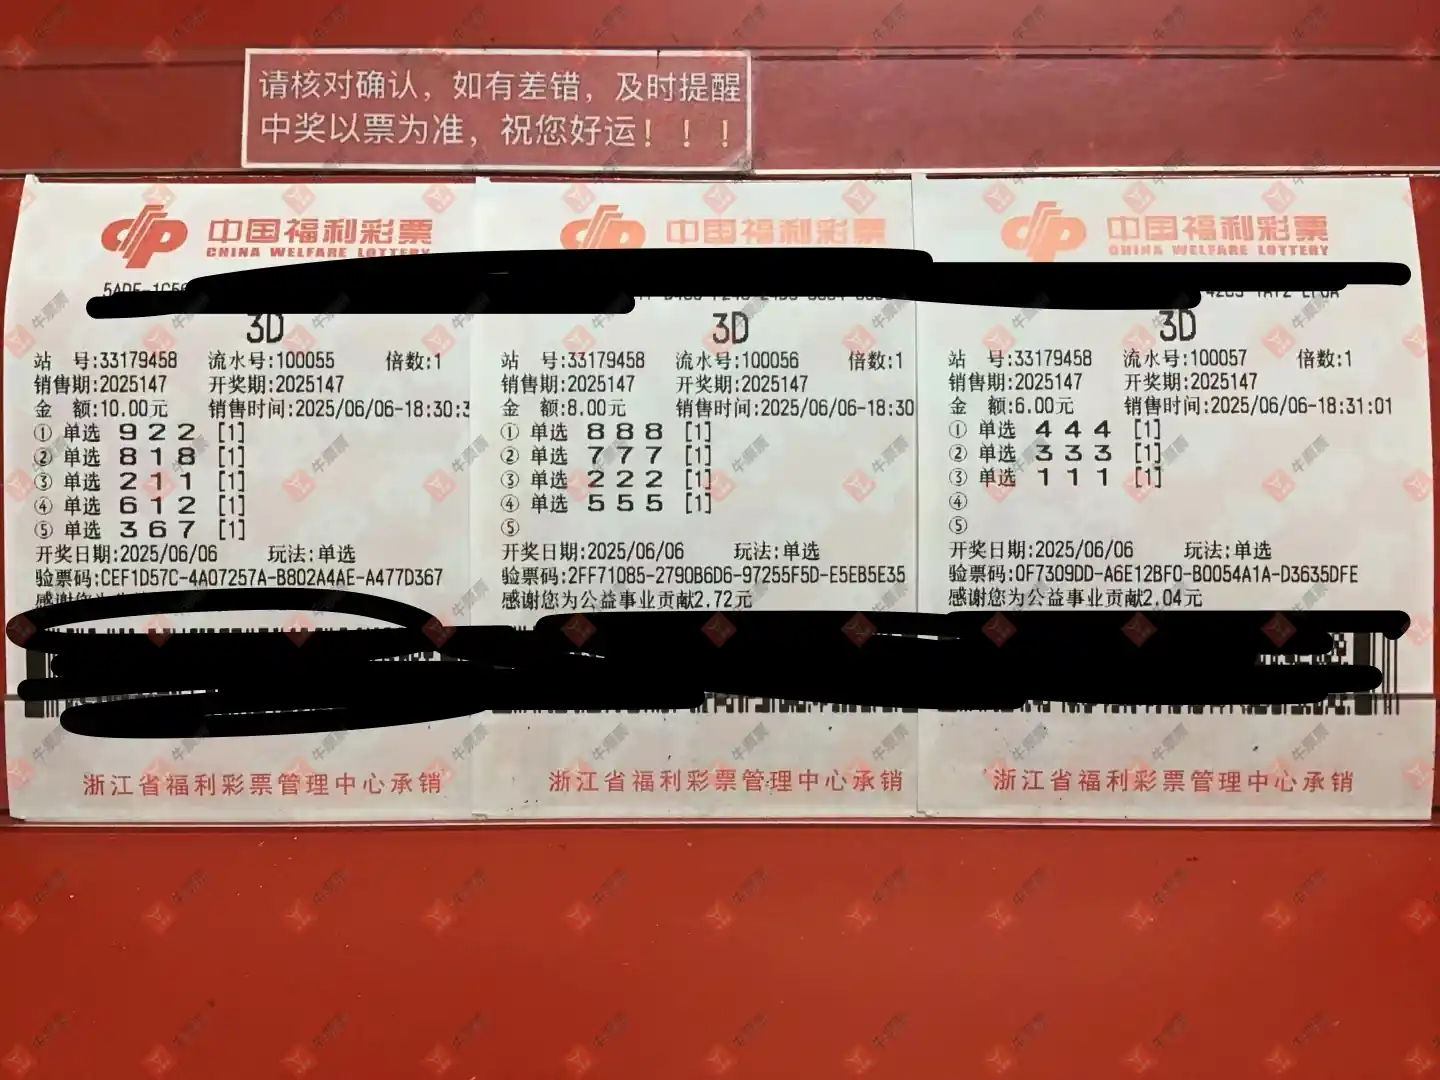 请核对确认，如有差错，及时提醒
中奖以票为准，祝您好运！！！
中国福利彩票
CHINA WELFARE LOTTERY
3D
站 号:33179458 流水号:100055 倍数:1
销售期:2025147 开奖期:2025147
金 额:10.00元 销售时间:2025/06/06-18:30:3
① 单选 9 2 2 [1]
② 单选 8 1 8 [1]
③ 单选 2 1 1 [1]
④ 单选 6 1 2 [1]
⑤ 单选 3 6 7 [1]
开奖日期:2025/06/06 玩法:单选
验票码:CEF1D57C-4A07257A-B802A4AE-A477D367
感谢您
浙江省福利彩票管理中心承销
中国福利彩票
CHINA WELFARE LOTTERY
3D
站 号:33179458 流水号:100056 倍数:1
销售期:2025147 开奖期:2025147
金 额:8.00元 销售时间:2025/06/06-18:30
① 单选 8 8 8 [1]
② 单选 7 7 7 [1]
③ 单选 2 2 2 [1]
④ 单选 5 5 5 [1]
⑤
开奖日期:2025/06/06 玩法:单选
验票码:2FF71085-2790B6D6-97255F5D-E5EB5E35
感谢您为公益事业贡献2.72元
浙江省福利彩票管理中心承销
中国福利彩票
CHINA WELFARE LOTTERY
3D
站 号:33179458 流水号:100057 倍数:1
销售期:2025147 开奖期:2025147
金 额:6.00元 销售时间:2025/06/06-18:31:01
① 单选 4 4 4 [1]
② 单选 3 3 3 [1]
③ 单选 1 1 1 [1]
④
⑤
开奖日期:2025/06/06 玩法:单选
验票码:0F7309DD-A6E12BF0-B0054A1A-D3635DFE
感谢您为公益事业贡献2.04元
浙江省福利彩票管理中心承销
牛票票